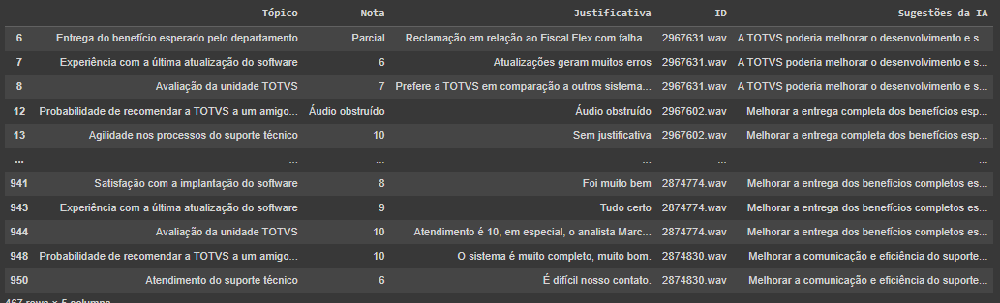 Tópico Nota Justificativa ID Sugestões da IA
6 Entrega do benefício esperado pelo departamento Parcial Reclamação em relação ao Fiscal Flex com falha... 2967631.wav A TOTVS poderia melhorar o desenvolvimento e s...
7 Experiência com a última atualização do software 6 Atualizações geram muitos erros 2967631.wav A TOTVS poderia melhorar o desenvolvimento e s...
8 Avaliação da unidade TOTVS 7 Prefere a TOTVS em comparação a outros sistema... 2967631.wav A TOTVS poderia melhorar o desenvolvimento e s...
12 Probabilidade de recomendar a TOTVS a um amigo... Áudio obstruído Áudio obstruído 2967602.wav Melhorar a entrega completa dos benefícios esp...
13 Agilidade nos processos do suporte técnico 10 Sem justificativa 2967602.wav Melhorar a entrega completa dos benefícios esp...
... ... ... ... ... ...
941 Satisfação com a implantação do software 8 Foi muito bem 2874774.wav Melhorar a entrega dos benefícios completos es...
943 Experiência com a última atualização do software 9 Tudo certo 2874774.wav Melhorar a entrega dos benefícios completos es...
944 Avaliação da unidade TOTVS 10 Atendimento é 10, em especial, o analista Marc... 2874774.wav Melhorar a entrega dos benefícios completos es...
948 Probabilidade de recomendar a TOTVS a um amigo... 10 O sistema é muito completo, muito bom. 2874830.wav Melhorar a comunicação e eficiência do suporte...
950 Atendimento do suporte técnico 6 É difícil nosso contato. 2874830.wav Melhorar a comunicação e eficiência do suporte...
467 rows x 5 columns